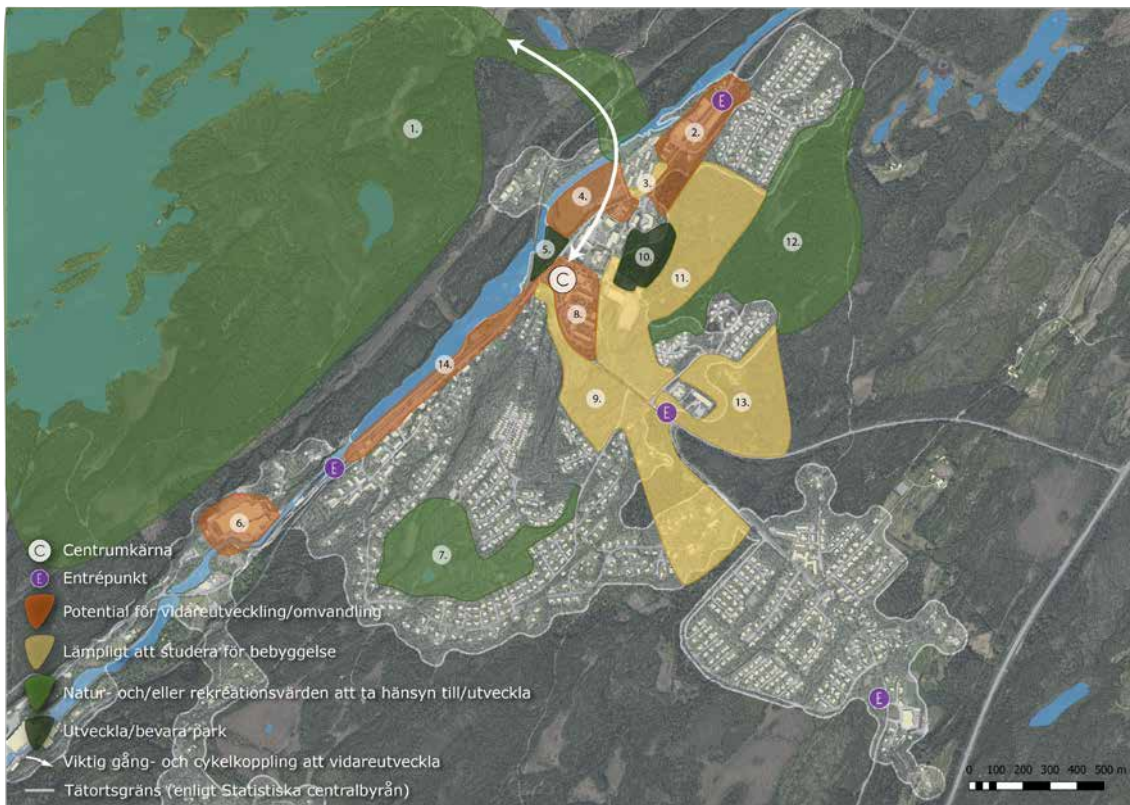 1.
E
2.
3.
4.
5.
10.
12.
11.
C
8.
14.
9.
13.
E
E
6.
7.
C Centrumkärna
E Entrépunkt
Potential för vidareutveckling/omvandling
Lämpligt att studera för bebyggelse
Natur- och/eller rekreationsvärden att ta hänsyn till/utveckla
Utveckla/bevara park
Viktig gång- och cykelkoppling att vidareutveckla
Tätortsgräns (enligt Statistiska centralbyrån)
E
0 100 200 300 400 500 m